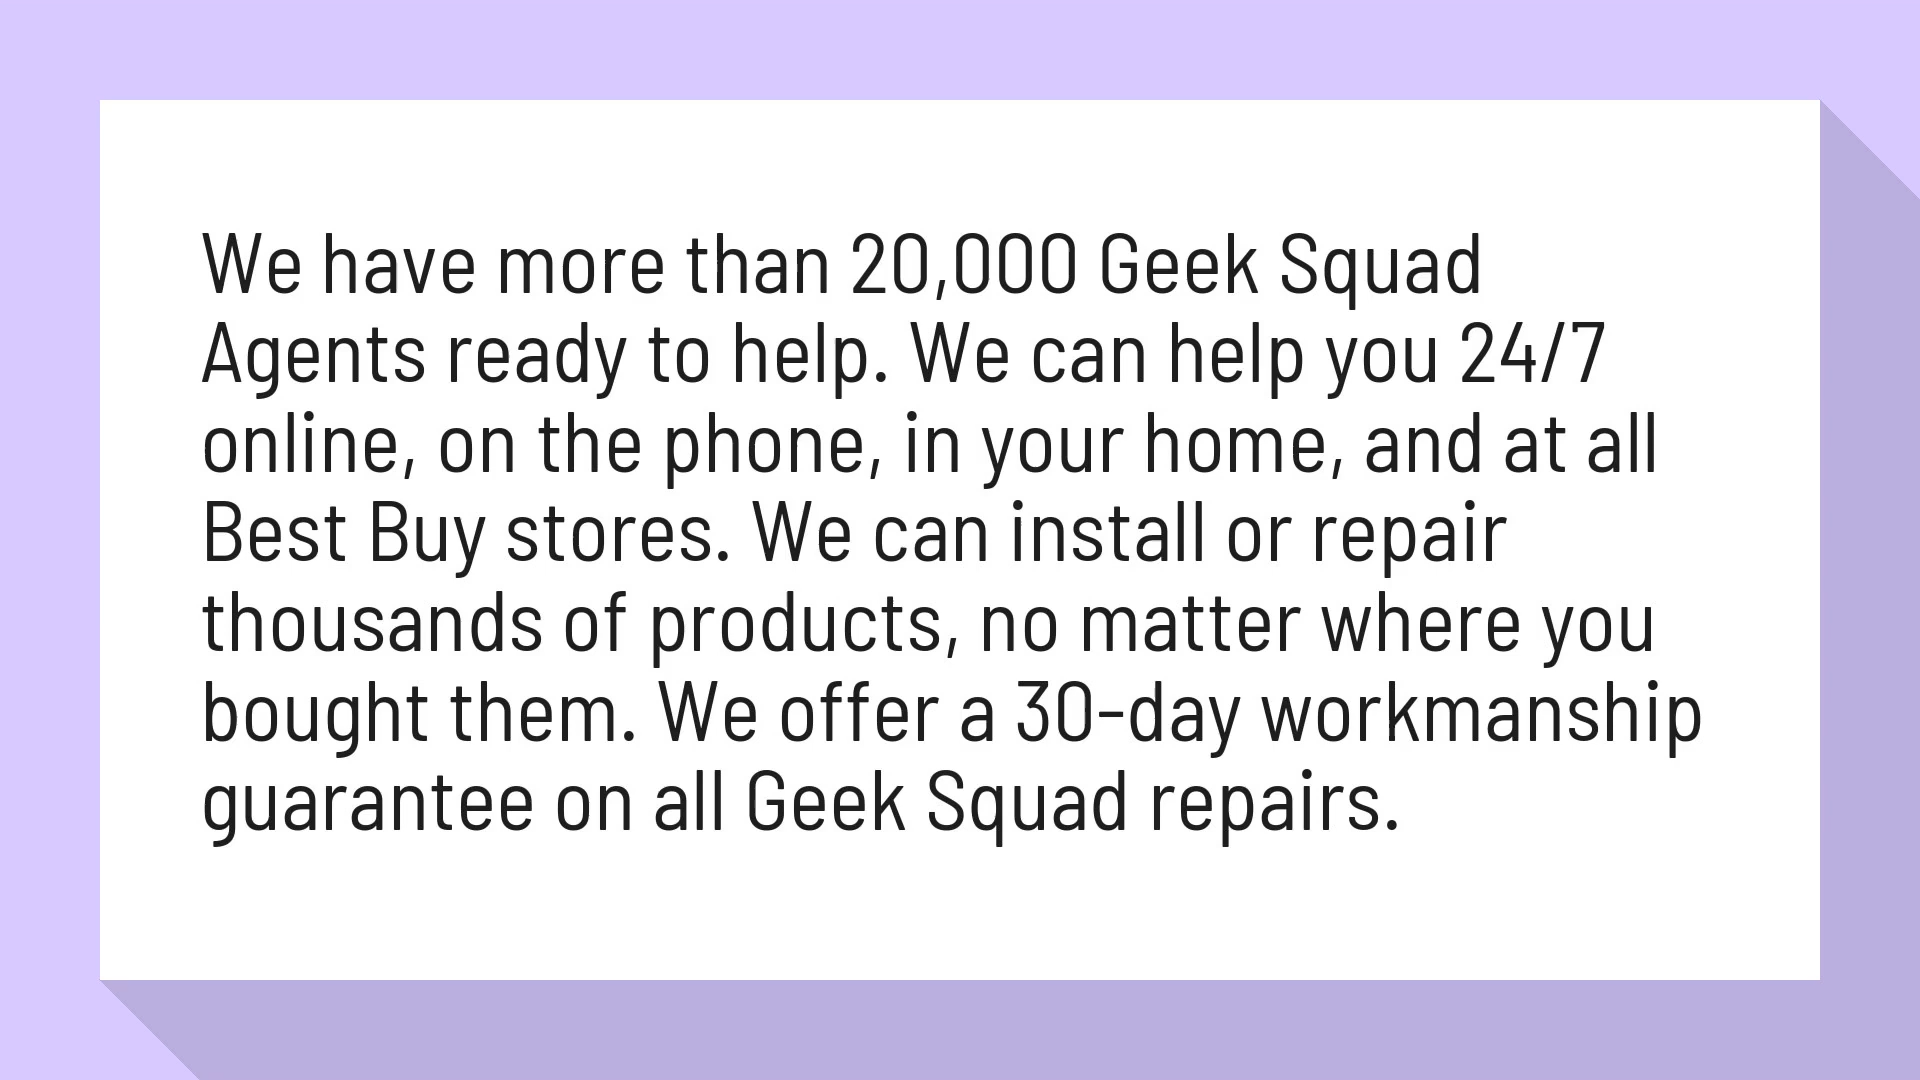 We have more than 20,000 Geek Squad
Agents ready to help. We can help you 24/7
online, on the phone, in your home, and at all
Best Buy stores. We can install or repair
thousands of products, no matter where you
bought them. We offer a 30-day workmanship
guarantee on all Geek Squad repairs.